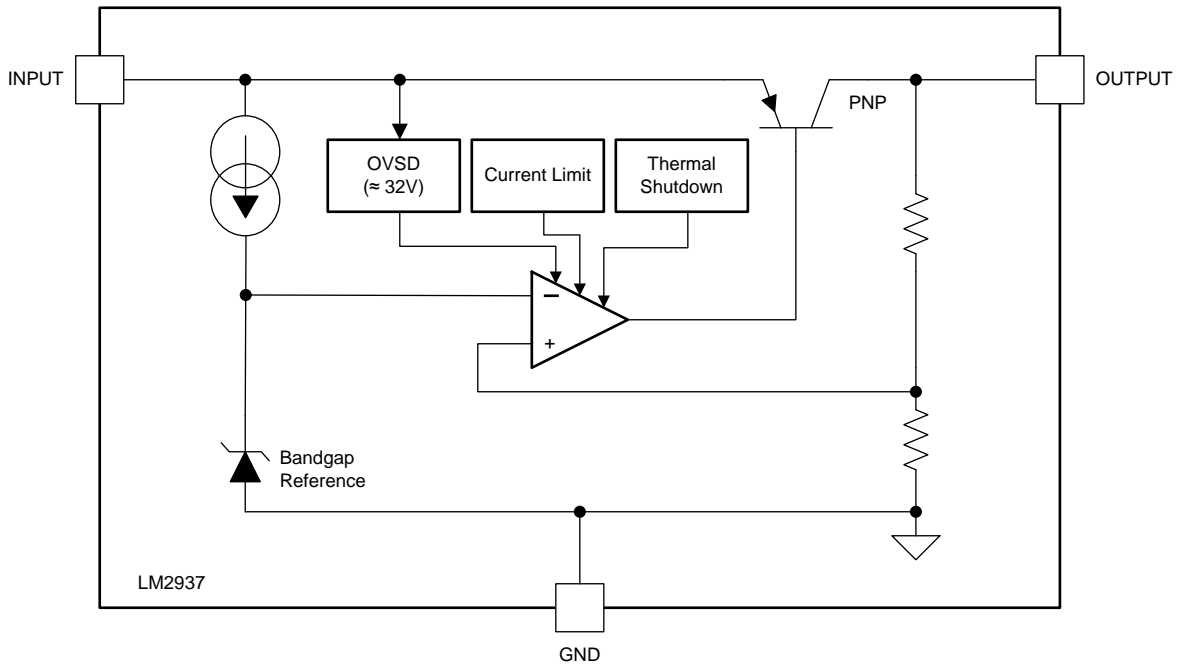 INPUT
OUTPUT
PNP
OVSD
(≈ 32V)
Current Limit
Thermal
Shutdown
−
+
Bandgap
Reference
LM2937
GND